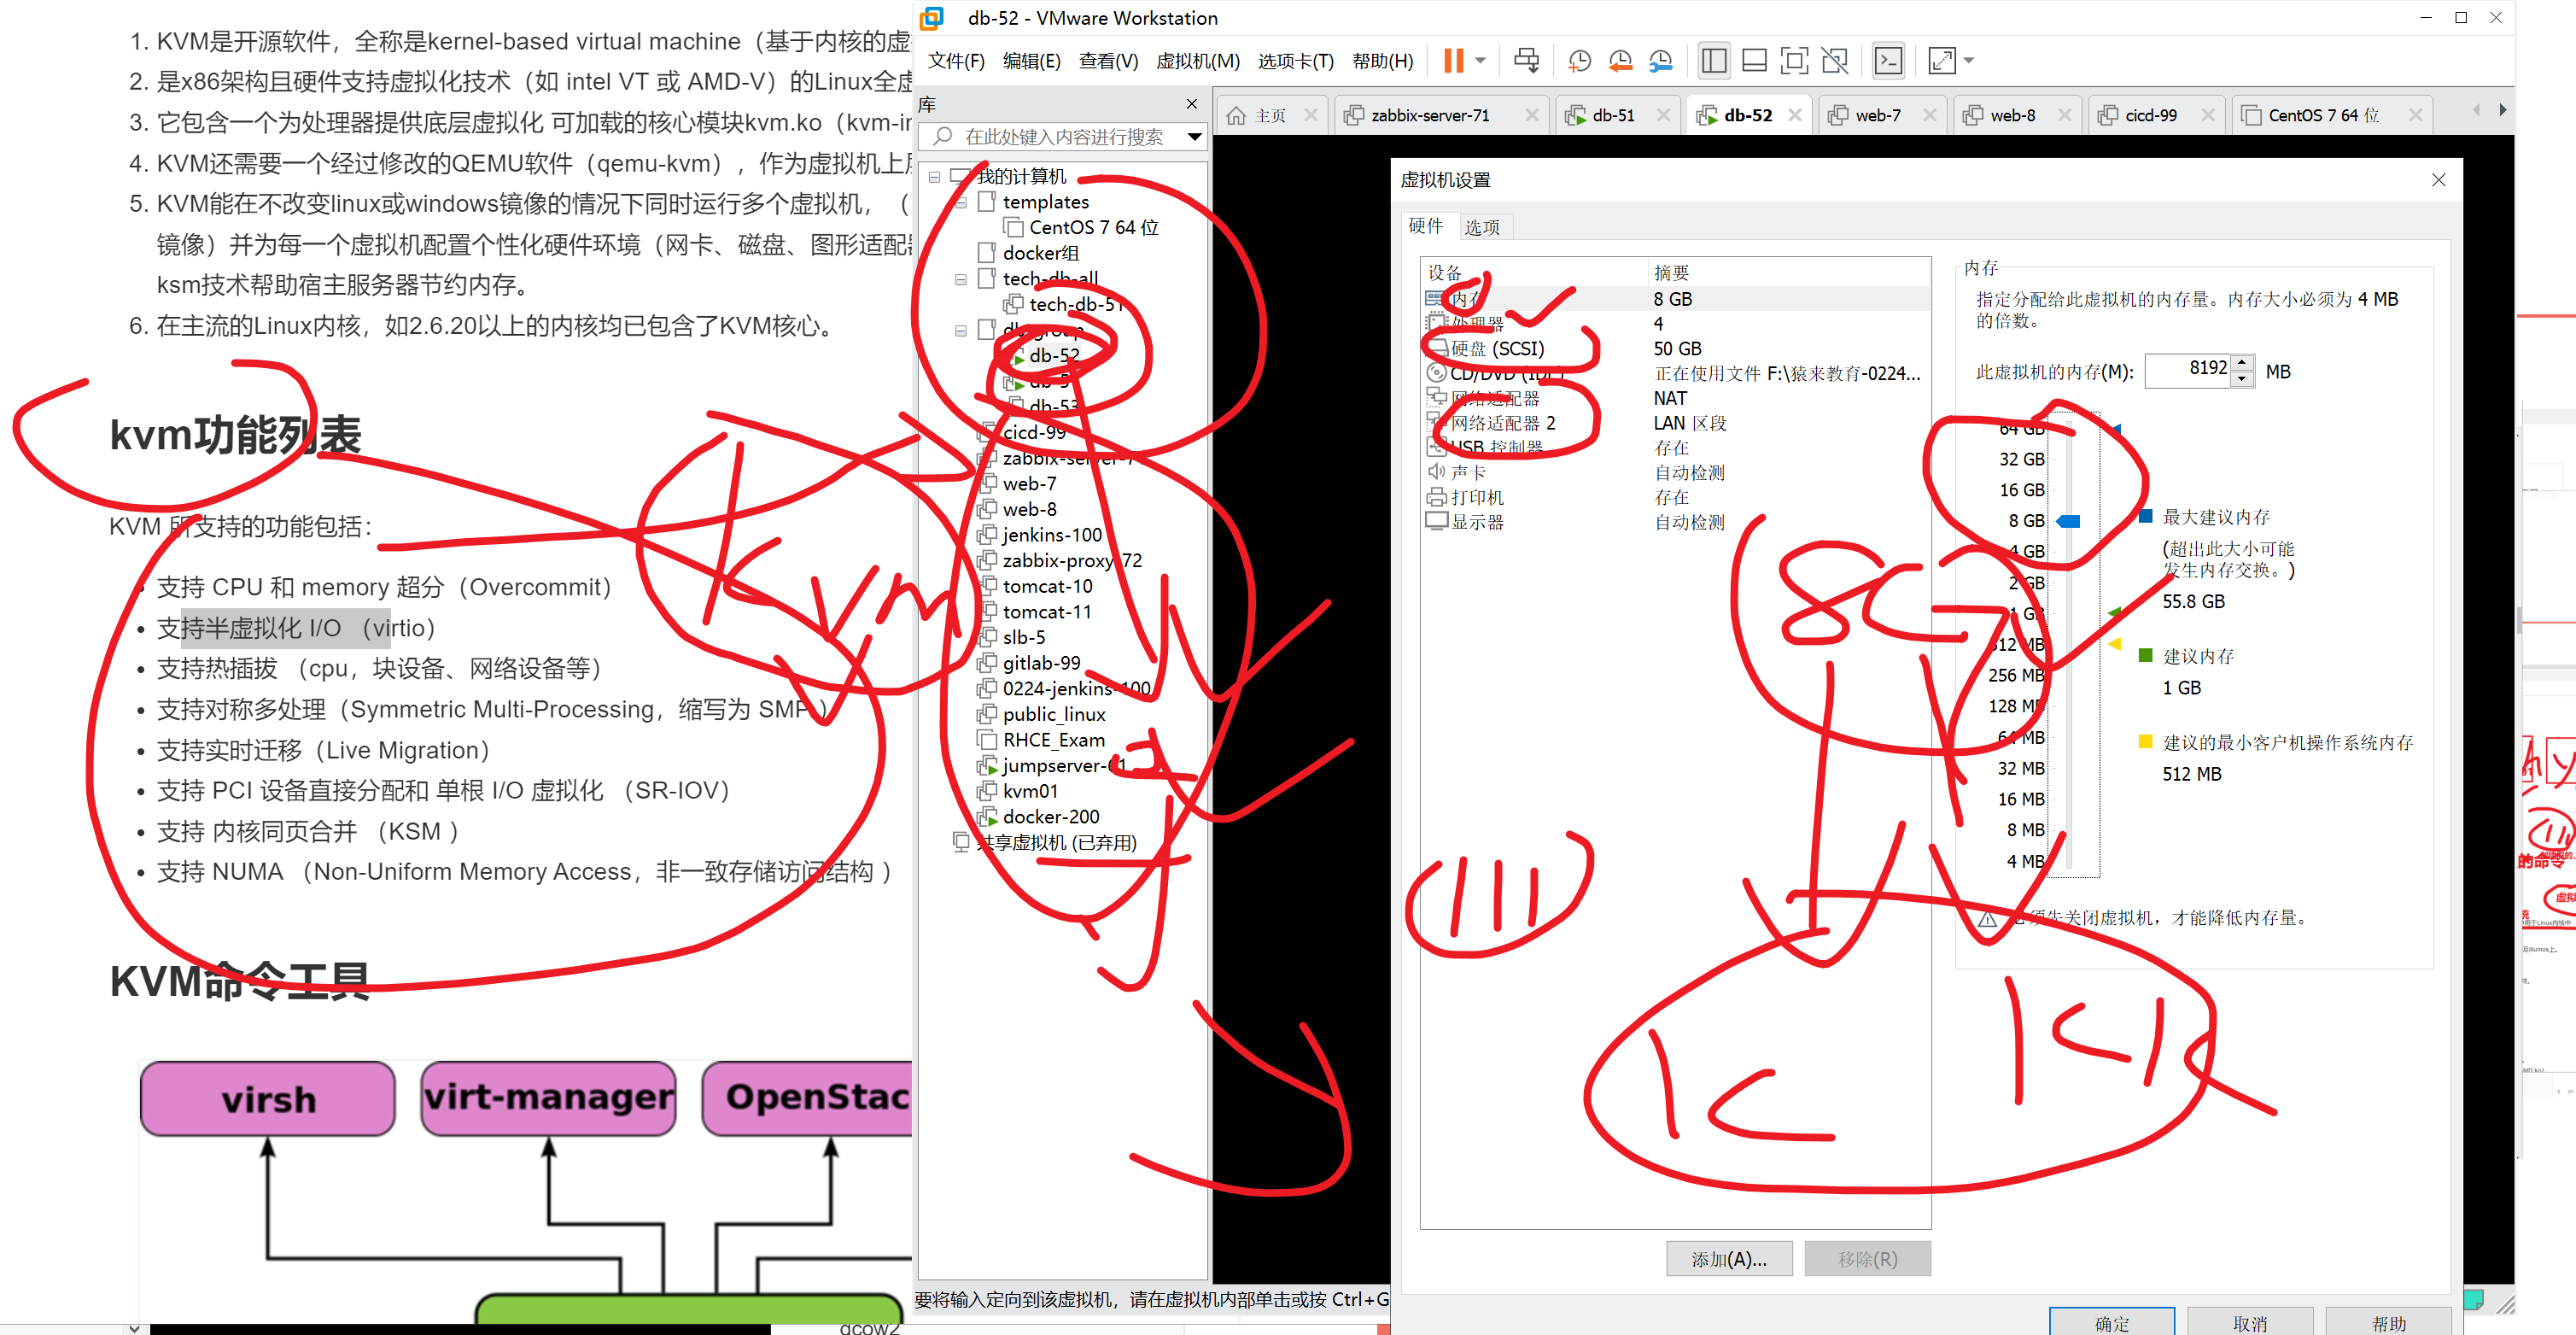 1. KVM是开源软件，全称是kernel-based virtual machine（基于内核的虚
2. 是x86架构且硬件支持虚拟化技术（如 intel VT 或 AMD-V）的Linux全虚
3. 它包含一个为处理器提供底层虚拟化 可加载的核心模块kvm.ko（kvm-in
4. KVM还需要一个经过修改的QEMU软件（qemu-kvm），作为虚拟机上
5. KVM能在不改变linux或windows镜像的情况下同时运行多个虚拟机，（
镜像）并为每一个虚拟机配置个性化硬件环境（网卡、磁盘、图形适配器
ksm技术帮助宿主服务器节约内存。
6. 在主流的Linux内核，如2.6.20以上的内核均已包含了KVM核心。
kvm功能列表
KVM 所支持的功能包括：
• 支持 CPU 和 memory 超分（Overcommit）
• 支持半虚拟化 I/O （virtio）
• 支持热插拔 （cpu，块设备、网络设备等）
• 支持对称多处理（Symmetric Multi-Processing，缩写为 SMP ）
• 支持实时迁移（Live Migration）
• 支持 PCI 设备直接分配和 单根 I/O 虚拟化 （SR-IOV）
• 支持 内核同页合并 （KSM ）
• 支持 NUMA （Non-Uniform Memory Access，非一致存储访问结构 ）
KVM命令工具
virsh
virt-manager
OpenStac
qcow2
db-52 - VMware Workstation
文件(F) 编辑(E) 查看(V) 虚拟机(M) 选项卡(T) 帮助(H)
库
在此处键入内容进行搜索
我的计算机
templates
CentOS 7 64 位
docker组
tech-db-all
tech-db-51
db-group
db-52
db-5
db-53
cicd-99
zabbix-server-7
web-7
web-8
jenkins-100
zabbix-proxy-72
tomcat-10
tomcat-11
slb-5
gitlab-99
0224-jenkins-100
public_linux
RHCE_Exam
jumpserver-61
kvm01
docker-200
共享虚拟机 (已弃用)
kvm
主页 zabbix-server-71 db-51 db-52 web-7 web-8 cicd-99 CentOS 7 64 位
虚拟机设置
硬件 选项
设备 摘要
内存 8 GB
处理器 4
硬盘 (SCSI) 50 GB
CD/DVD (IDE) 正在使用文件 F:\猿来教育-0224...
网络适配器 NAT
网络适配器 2 LAN 区段
USB 控制器 存在
声卡 自动检测
打印机 存在
显示器 自动检测
内存
指定分配给此虚拟机的内存量。内存大小必须为 4 MB
的倍数。
此虚拟机的内存(M): 8192 MB
64 GB
32 GB
16 GB
8 GB
4 GB
2 GB
1 GB
512 MB
256 MB
128 MB
64 MB
32 MB
16 MB
8 MB
4 MB
最大建议内存
(超出此大小可能
发生内存交换。)
55.8 GB
建议内存
1 GB
建议的最小客户机操作系统内存
512 MB
必须先关闭虚拟机，才能降低内存量。
8G
添加(A)... 移除(R)
确定 取消 帮助
要将输入定向到该虚拟机，请在虚拟机内部单击或按 Ctrl+G
的命令